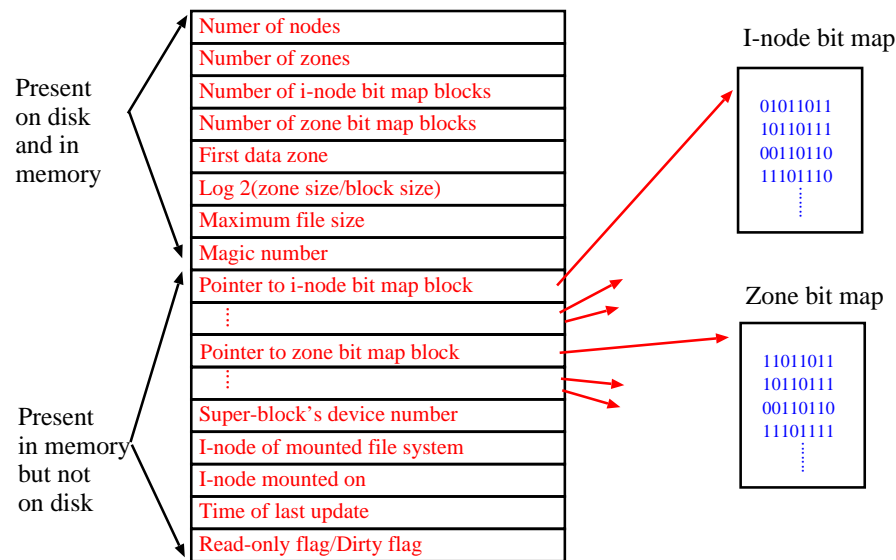 Numer of nodes
Number of zones
Number of i-node bit map blocks
Number of zone bit map blocks
First data zone
Log 2(zone size/block size)
Maximum file size
Magic number
Pointer to i-node bit map block
Pointer to zone bit map block
Super-block's device number
I-node of mounted file system
I-node mounted on
Time of last update
Read-only flag/Dirty flag
Present
on disk
and in
memory
Present
in memory
but not
on disk
I-node bit map
01011011
10110111
00110110
11101110
Zone bit map
11011011
10110111
00110110
11101111